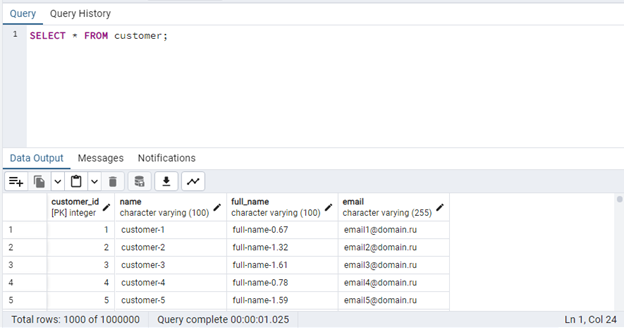 Query Query History
1 SELECT * FROM customer;
Data Output Messages Notifications
customer_id name full_name email
[PK] integer character varying (100) character varying (100) character varying (255)
1 1 customer-1 full-name-0.67 email1@domain.ru
2 2 customer-2 full-name-1.32 email2@domain.ru
3 3 customer-3 full-name-1.61 email3@domain.ru
4 4 customer-4 full-name-0.78 email4@domain.ru
5 5 customer-5 full-name-1.59 email5@domain.ru
Total rows: 1000 of 1000000 Query complete 00:00:01.025 Ln 1, Col 24